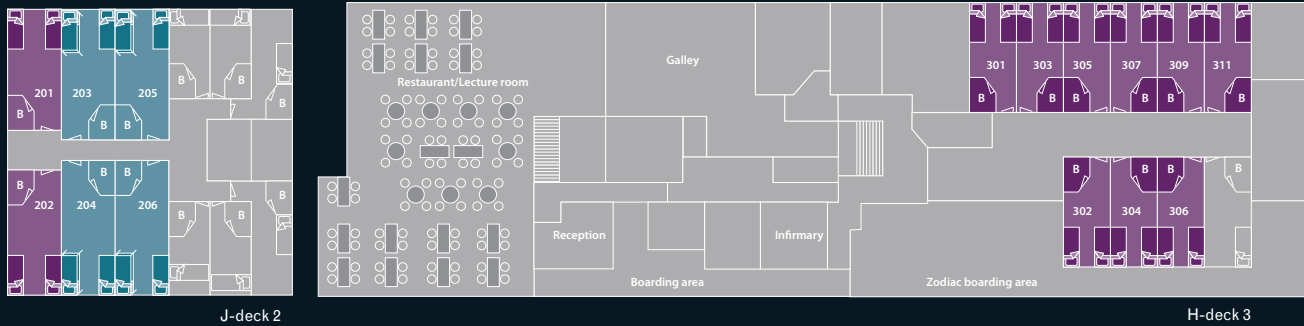 201
203
205
B
B
B
B
B
B
B
B
B
B
B
B
202
204
206
J-deck 2
Restaurant/Lecture room
Galley
Reception
Infirmary
Boarding area
Zodiac boarding area
301
303
305
307
309
311
B
B
B
B
B
B
B
B
B
B
302
304
306
H-deck 3